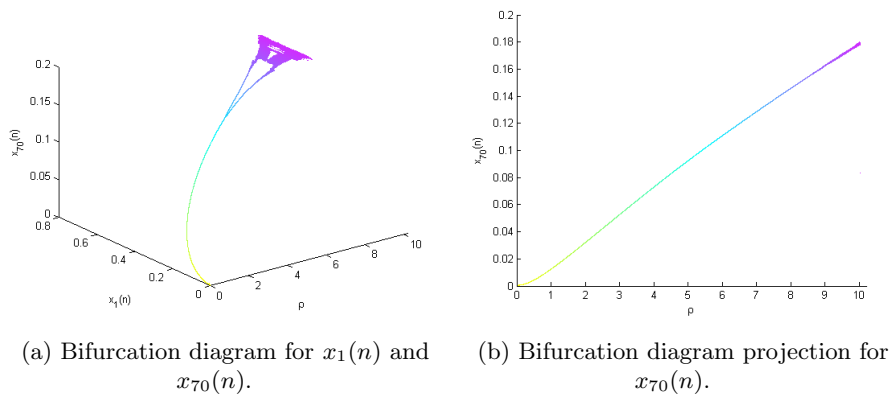 0.2
0.15
0.1
0.05
0
x70(n)
0.8
0.6
0.4
0.2
0
x1(n)
0
2
4
6
8
10
ρ
0.2
0.18
0.16
0.14
0.12
0.1
0.08
0.06
0.04
0.02
0
x70(n)
0 1 2 3 4 5 6 7 8 9 10
ρ
(a) Bifurcation diagram for x1(n) and
x70(n).
(b) Bifurcation diagram projection for
x70(n).